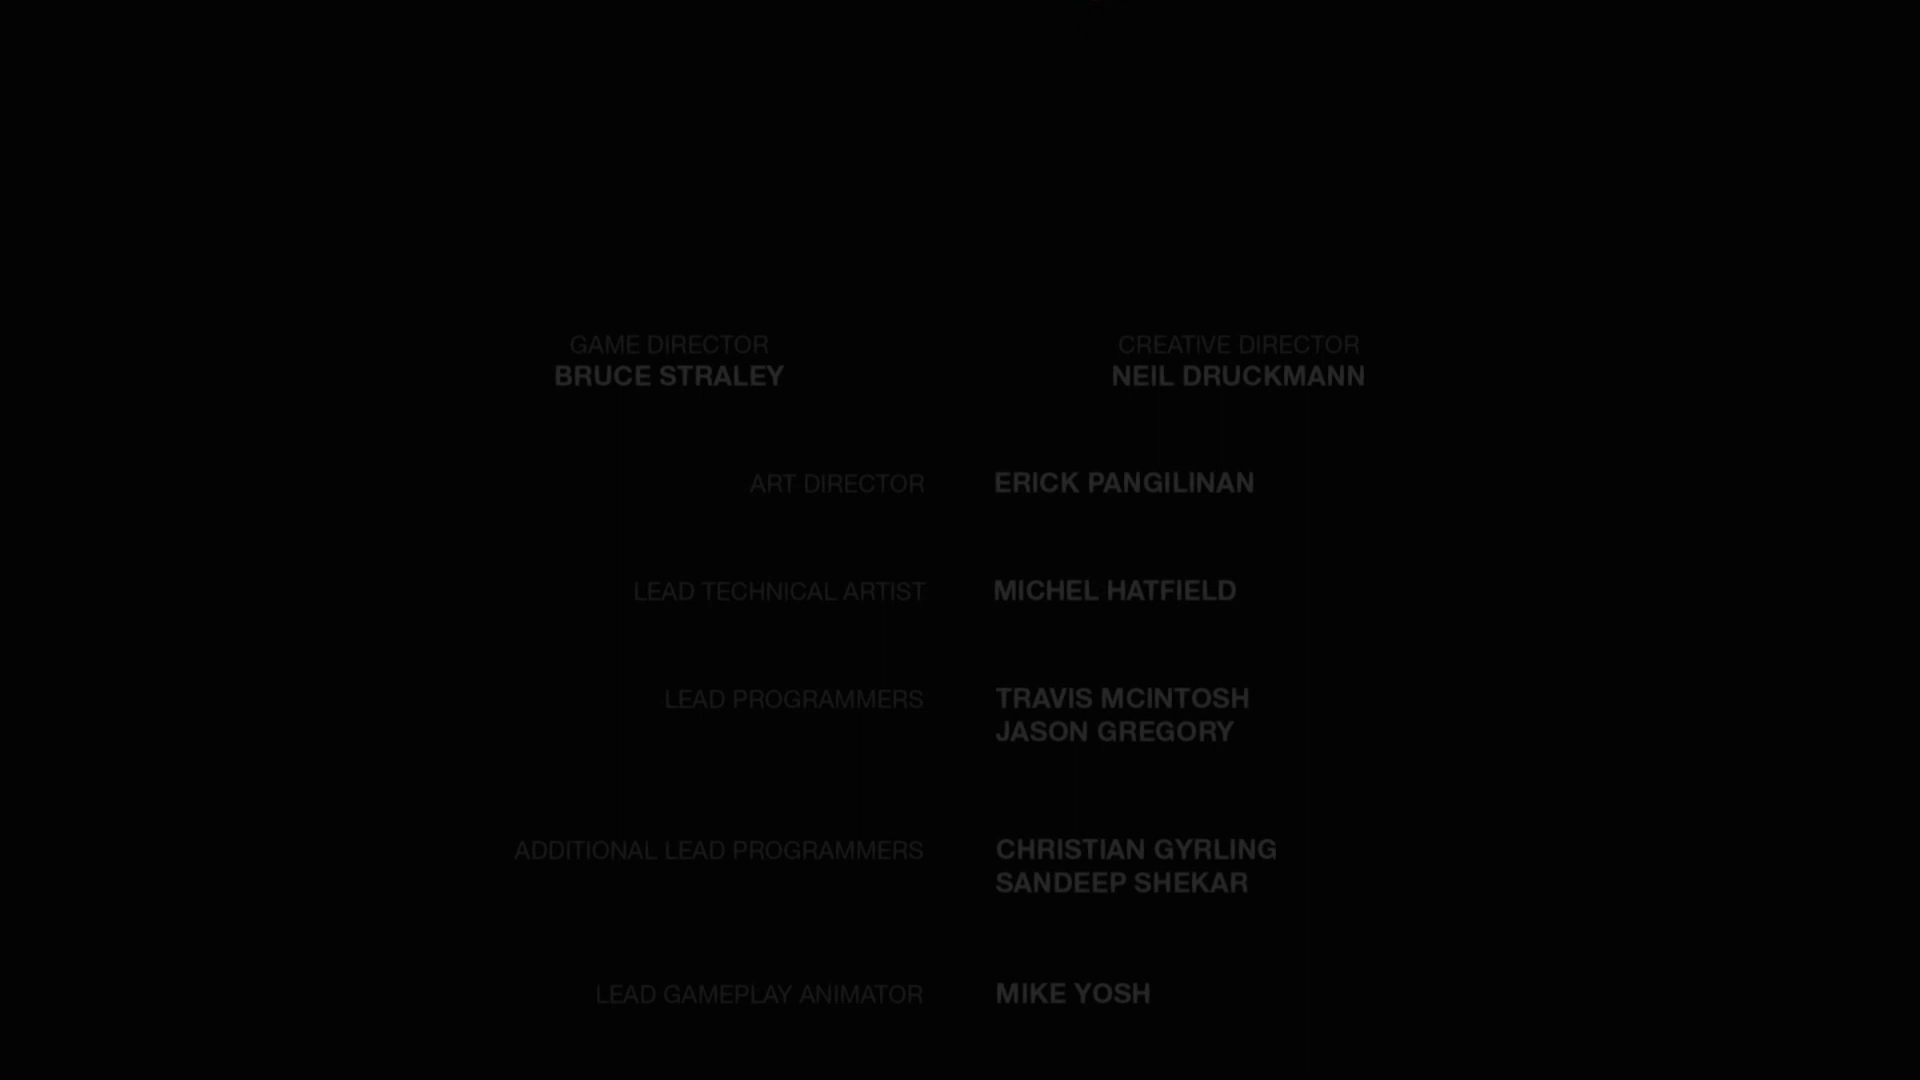 GAME DIRECTOR
BRUCE STRALEY
CREATIVE DIRECTOR
NEIL DRUCKMANN
ART DIRECTOR ERICK PANGILINAN
LEAD TECHNICAL ARTIST MICHEL HATFIELD
LEAD PROGRAMMERS TRAVIS MCINTOSH
JASON GREGORY
ADDITIONAL LEAD PROGRAMMERS CHRISTIAN GYRLING
SANDEEP SHEKAR
LEAD GAMEPLAY ANIMATOR MIKE YOSH